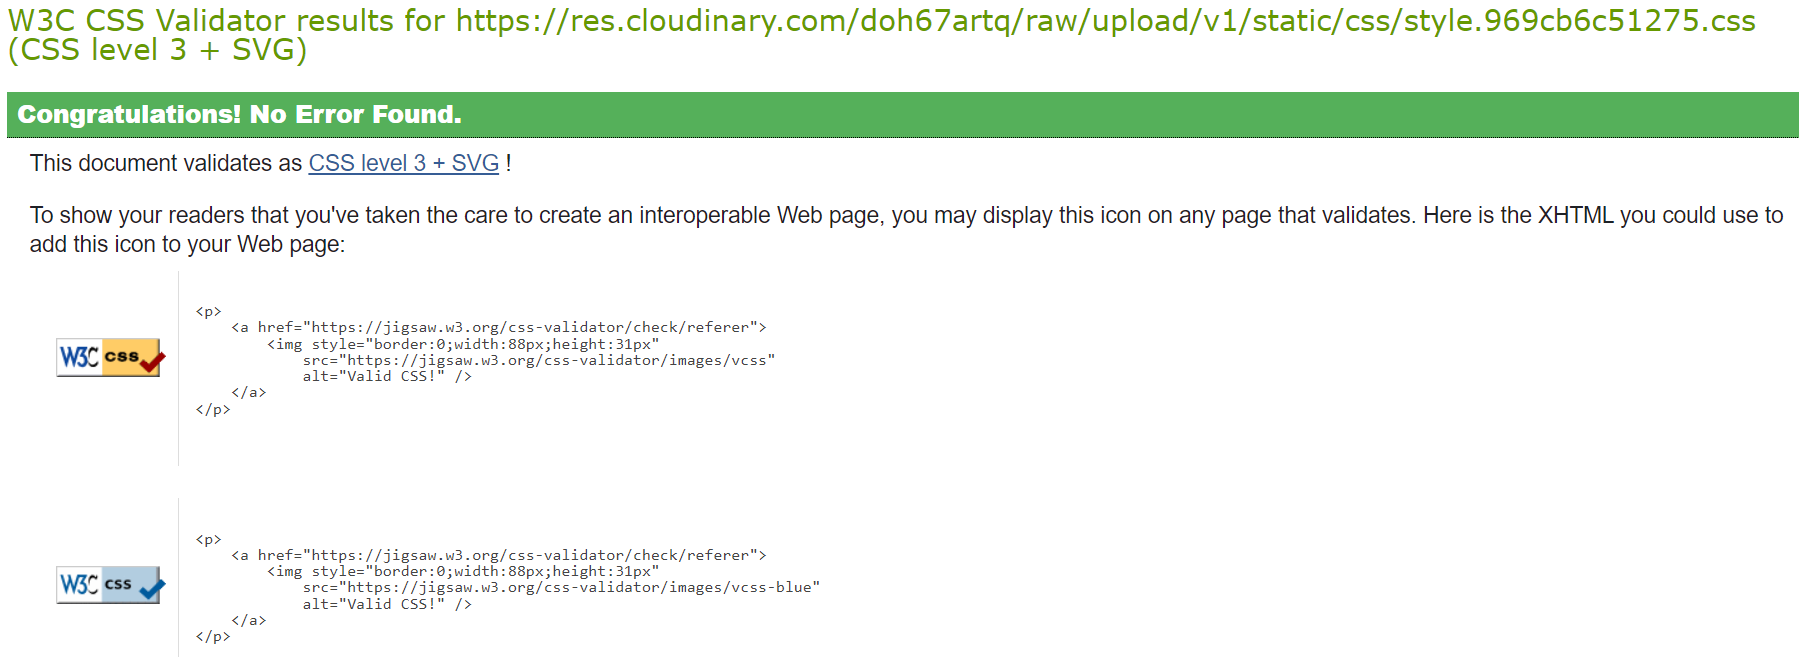 W3C CSS Validator results for https://res.cloudinary.com/doh67artq/raw/upload/v1/static/css/style.969cb6c51275.css
(CSS level 3 + SVG)
Congratulations! No Error Found.
This document validates as CSS level 3 + SVG !
To show your readers that you've taken the care to create an interoperable Web page, you may display this icon on any page that validates. Here is the XHTML you could use to
add this icon to your Web page:
W3C css
<p>
    <a href="https://jigsaw.w3.org/css-validator/check/referer">
        <img style="border:0;width:88px;height:31px"
            src="https://jigsaw.w3.org/css-validator/images/vcss"
            alt="Valid CSS!" />
    </a>
</p>
W3C css
<p>
    <a href="https://jigsaw.w3.org/css-validator/check/referer">
        <img style="border:0;width:88px;height:31px"
            src="https://jigsaw.w3.org/css-validator/images/vcss-blue"
            alt="Valid CSS!" />
    </a>
</p>